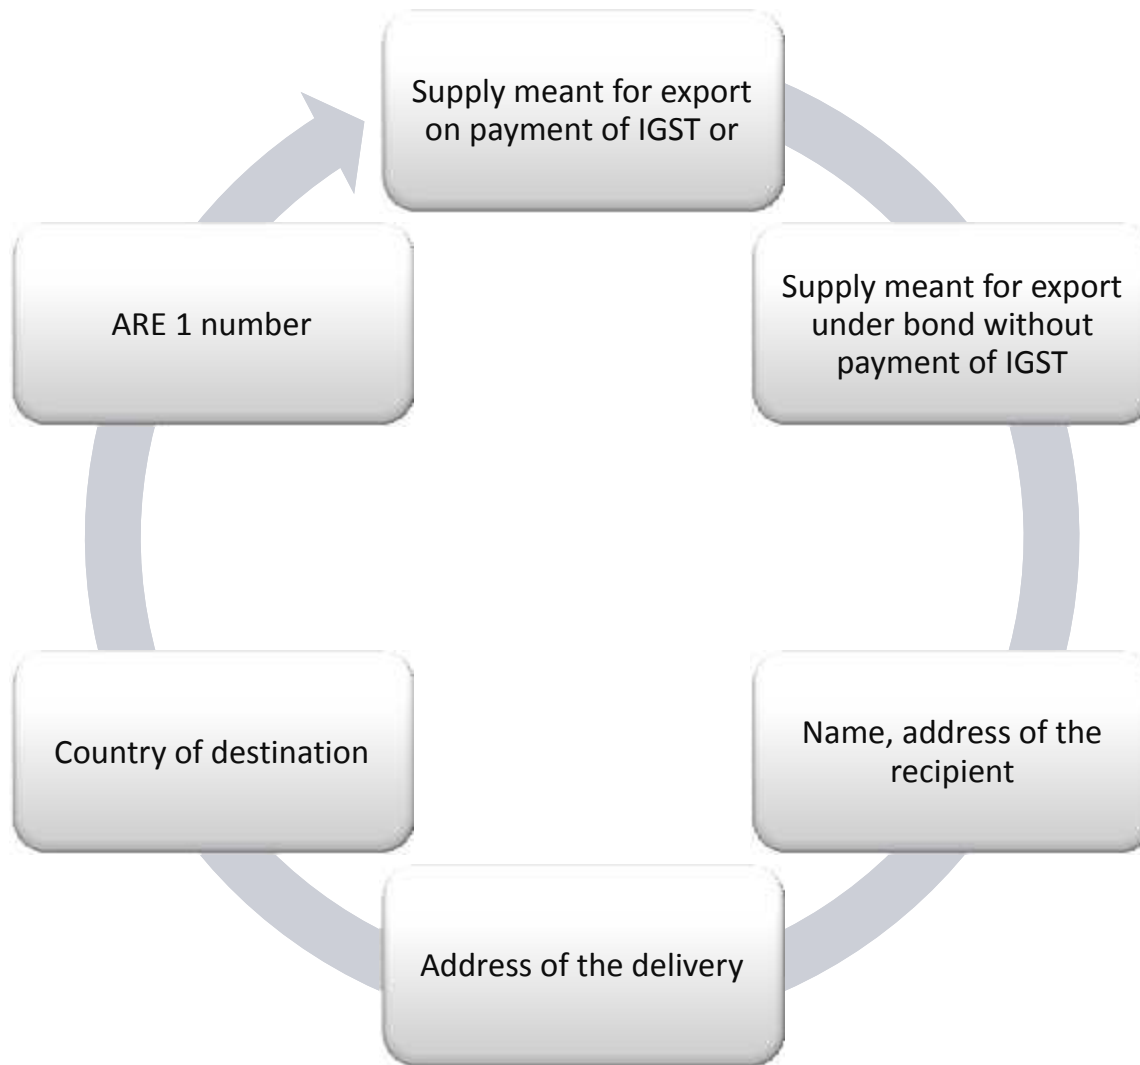 Supply meant for export
on payment of IGST or
Supply meant for export
under bond without
payment of IGST
Name, address of the
recipient
Address of the delivery
Country of destination
ARE 1 number